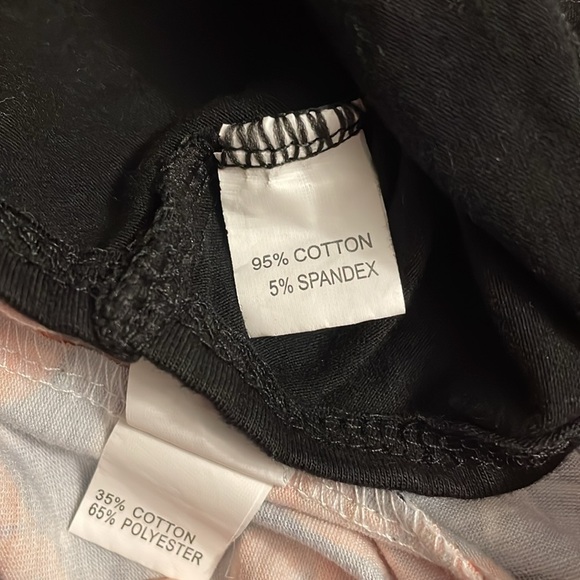 95% COTTON
5% SPANDEX
35% COTTON
65% POLYESTER